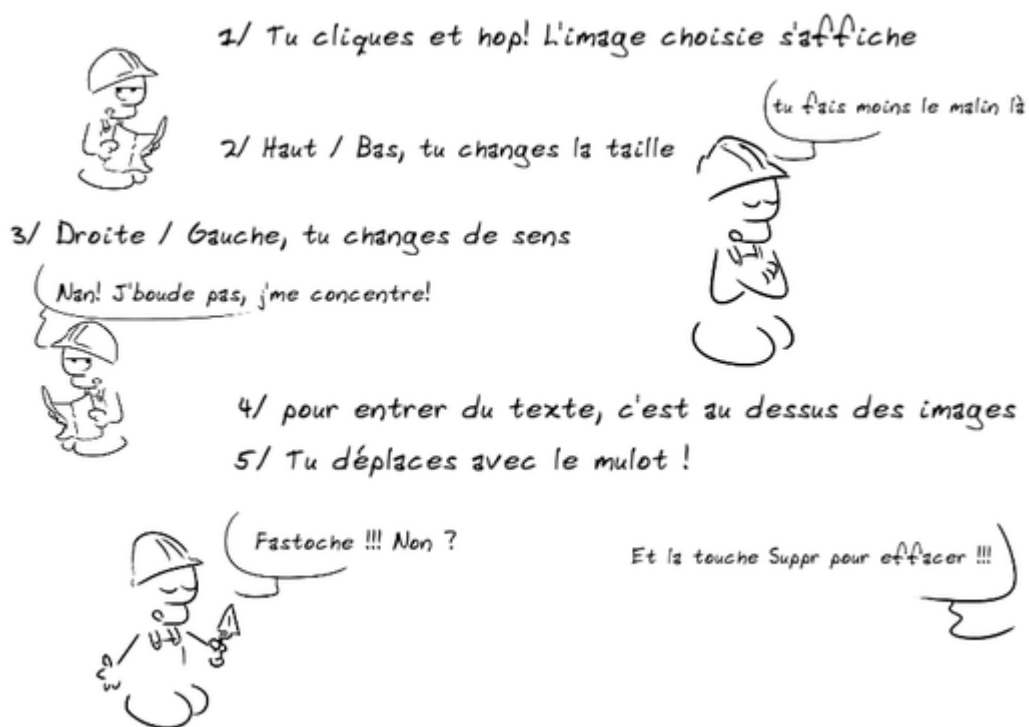 1/ Tu cliques et hop! L'image choisie s'affiche
tu fais moins le malin là
2/ Haut / Bas, tu changes la taille
3/ Droite / Gauche, tu changes de sens
Nan! J'boude pas, j'me concentre!
4/ pour entrer du texte, c'est au dessus des images
5/ Tu déplaces avec le mulot !
Fastoche !!! Non ?
Et la touche Suppr pour effacer !!!